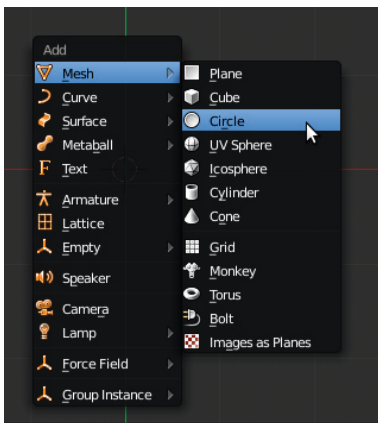 Add
Mesh
Curve
Surface
Metaball
Text
Armature
Lattice
Empty
Speaker
Camera
Lamp
Force Field
Group Instance
Plane
Cube
Circle
UV Sphere
Icosphere
Cylinder
Cone
Grid
Monkey
Torus
Bolt
Images as Planes